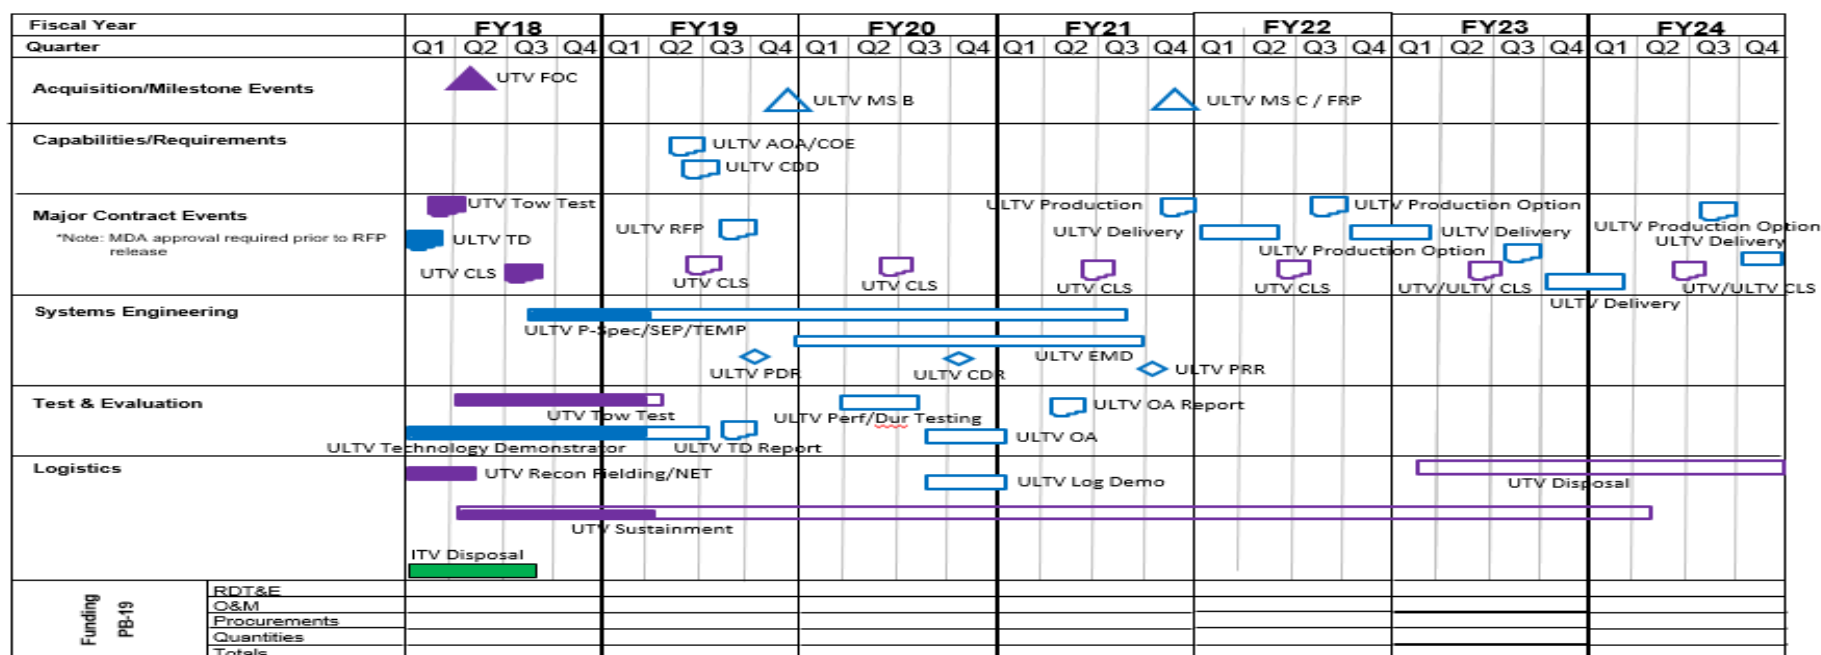 Fiscal Year FY18 FY19 FY20 FY21 FY22 FY23 FY24
Quarter Q1 Q2 Q3 Q4 Q1 Q2 Q3 Q4 Q1 Q2 Q3 Q4 Q1 Q2 Q3 Q4 Q1 Q2 Q3 Q4 Q1 Q2 Q3 Q4 Q1 Q2 Q3 Q4
Acquisition/Milestone Events
UTV FOC
ULTV MS B
ULTV MS C / FRP
Capabilities/Requirements
ULTV AOA/COE
ULTV CDD
Major Contract Events
*Note: MDA approval required prior to RFP
release
UTV Tow Test
ULTV Production
ULTV Production Option
ULTV RFP
ULTV Delivery
ULTV Delivery
ULTV Production Option
ULTV TD
ULTV Production Option
ULTV Delivery
UTV CLS
UTV CLS
UTV CLS
UTV CLS
UTV CLS
UTV/ULTV CLS
UTV/ULTV CLS
ULTV Delivery
Systems Engineering
ULTV P-Spec/SEP/TEMP
ULTV EMD
ULTV PDR
ULTV CDR
ULTV PRR
Test & Evaluation
UTV Tow Test
ULTV Perf/Dur Testing
ULTV OA Report
ULTV Technology Demonstrator
ULTV TD Report
ULTV OA
Logistics
UTV Recon Fielding/NET
ULTV Log Demo
UTV Disposal
UTV Sustainment
ITV Disposal
Funding
PB-19
RDT&E
O&M
Procurements
Quantities
Totals